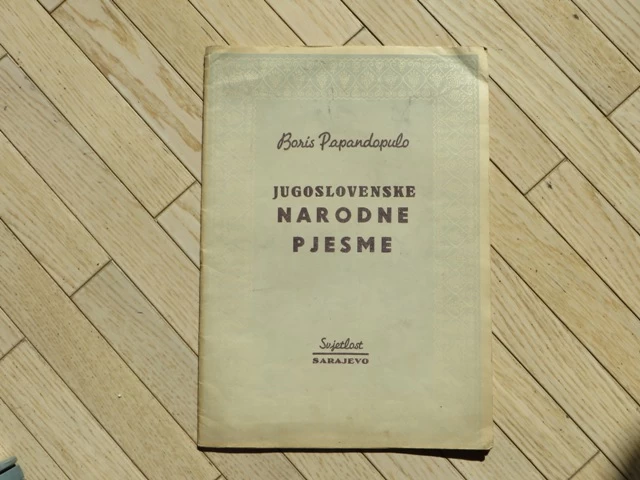 Boris Papandopulo
JUGOSLOVENSKE
NARODNE
PJESME
Svjetlost
SARAJEVO